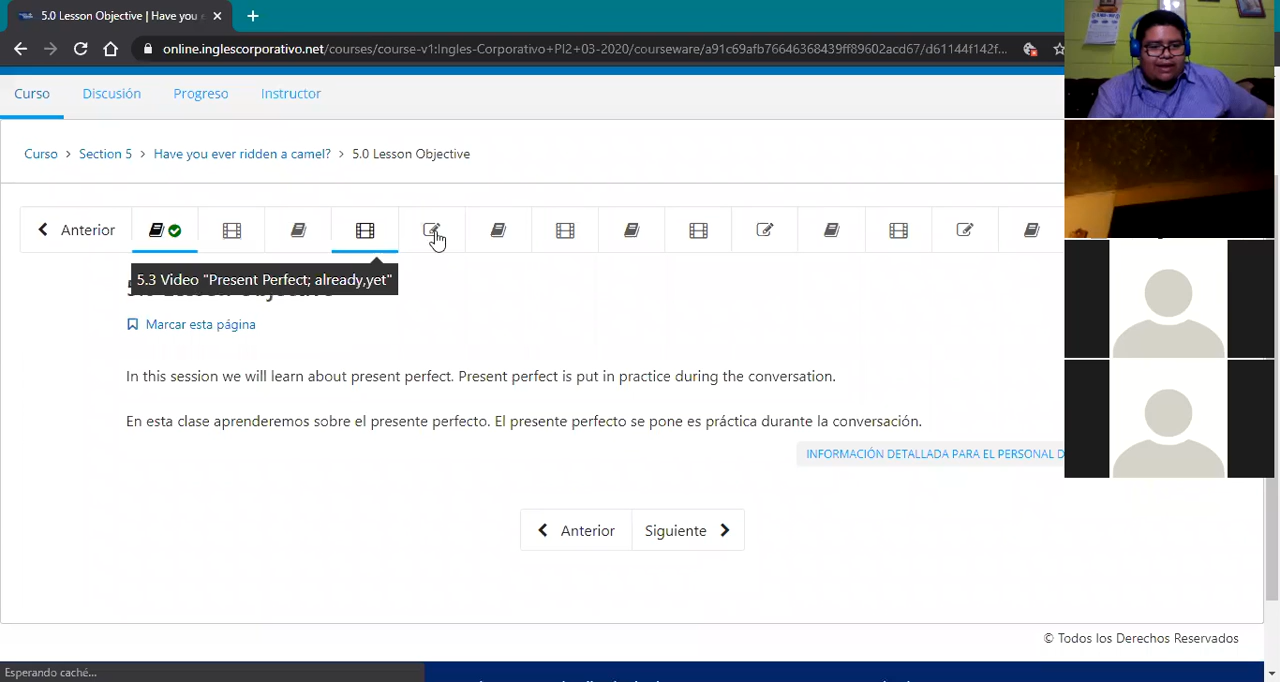 5.0 Lesson Objective | Have you e
online.inglescorporativo.net/courses/course-v1:Ingles-Corporativo+PI2+03-2020/courseware/a91c69afb76646368439ff89602acd67/d61144f142f...
Curso Discusión Progreso Instructor
Curso > Section 5 > Have you ever ridden a camel? > 5.0 Lesson Objective
Anterior
5.3 Video "Present Perfect; already,yet"
Marcar esta página
In this session we will learn about present perfect. Present perfect is put in practice during the conversation.
En esta clase aprenderemos sobre el presente perfecto. El presente perfecto se pone es práctica durante la conversación.
INFORMACIÓN DETALLADA PARA EL PERSONAL D
Anterior Siguiente
© Todos los Derechos Reservados
Esperando caché...